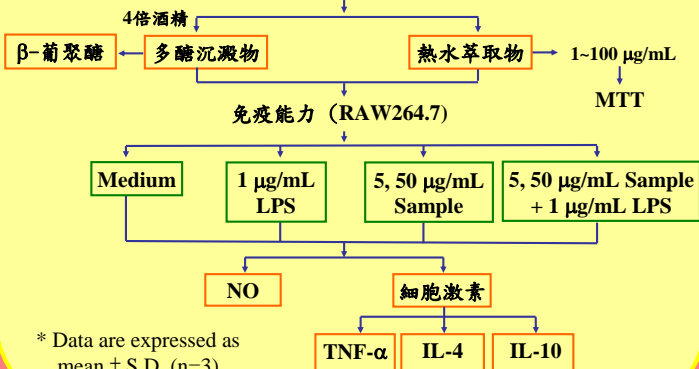 4倍酒精
β-葡聚醣
多醣沉澱物
熱水萃取物
1~100 μg/mL
MTT
免疫能力（RAW264.7)
Medium
1 μg/mL
LPS
5, 50 μg/mL
Sample
5, 50 μg/mL Sample
+ 1 μg/mL LPS
NO
細胞激素
* Data are expressed as
mean ± S.D. (n=3)
TNF-α
IL-4
IL-10